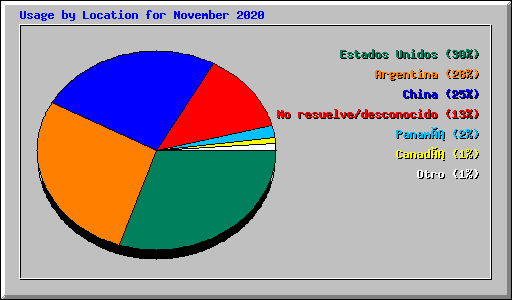 Usage by Location for November 2020
Estados Unidos (30%)
Argentina (28%)
China (25%)
No resuelve/desconocido (13%)
PanamÃ¡ (2%)
CanadÃ¡ (1%)
Otro (1%)